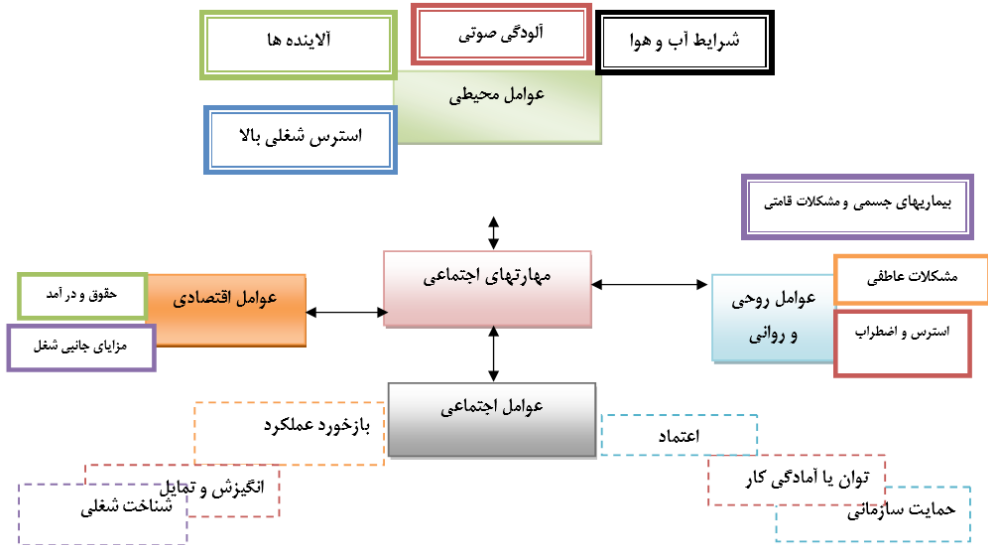 شرایط آب و هوا
آلودگی صوتی
آلاینده ها
عوامل محیطی
استرس شغلی بالا
بیماریهای جسمی و مشکلات قامتی
مهارتهای اجتماعی
مشکلات عاطفی
عوامل روحی
و روانی
استرس و اضطراب
عوامل اقتصادی
حقوق و در آمد
مزایای جانبی شغل
عوامل اجتماعی
اعتماد
توان یا آمادگی کار
حمایت سازمانی
بازخورد عملکرد
انگیزش و تمایل
شناخت شغلی